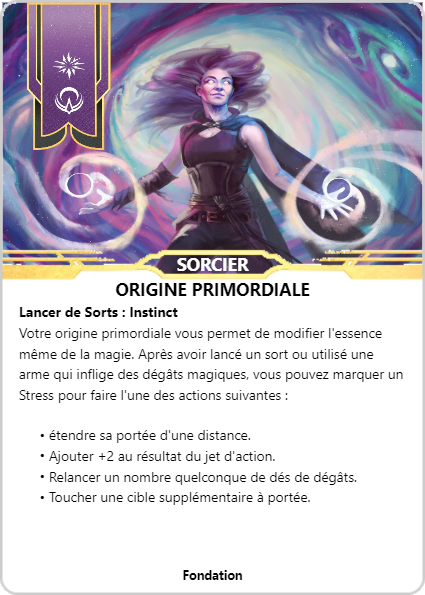 SORCIER
ORIGINE PRIMORDIALE
Lancer de Sorts : Instinct
Votre origine primordiale vous permet de modifier l'essence
même de la magie. Après avoir lancé un sort ou utilisé une
arme qui inflige des dégâts magiques, vous pouvez marquer un
Stress pour faire l'une des actions suivantes :
• étendre sa portée d'une distance.
• Ajouter +2 au résultat du jet d'action.
• Relancer un nombre quelconque de dés de dégâts.
• Toucher une cible supplémentaire à portée.
Fondation